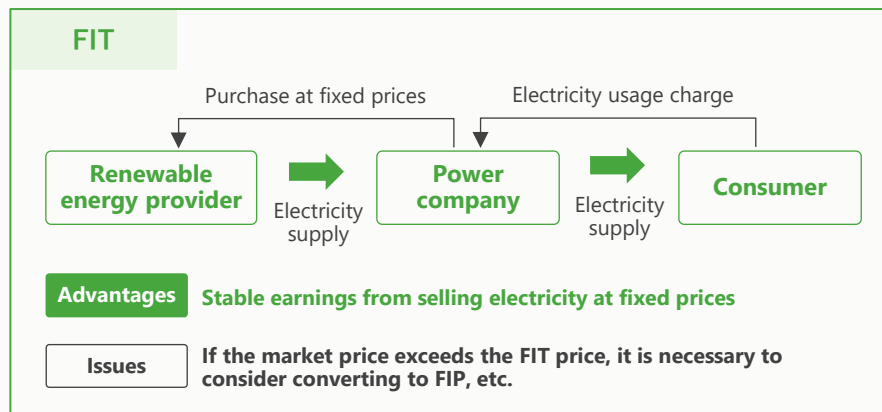 FIT
Purchase at fixed prices
Electricity usage charge
Renewable
energy provider
Electricity
supply
Power
company
Electricity
supply
Consumer
Advantages
Stable earnings from selling electricity at fixed prices
Issues
If the market price exceeds the FIT price, it is necessary to
consider converting to FIP, etc.